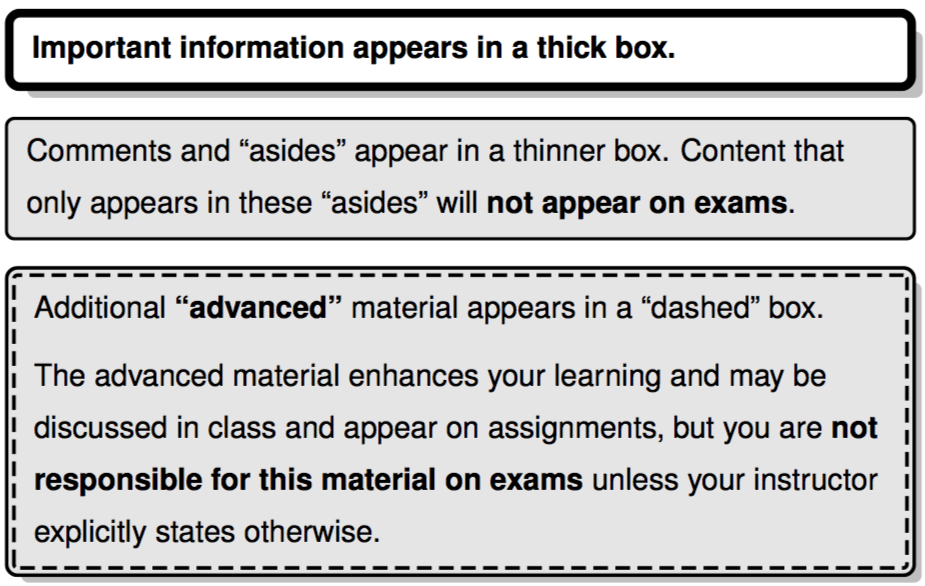 Important information appears in a thick box.
Comments and “asides” appear in a thinner box. Content that
only appears in these “asides” will not appear on exams.
Additional “advanced” material appears in a “dashed” box.
The advanced material enhances your learning and may be
discussed in class and appear on assignments, but you are not
responsible for this material on exams unless your instructor
explicitly states otherwise.